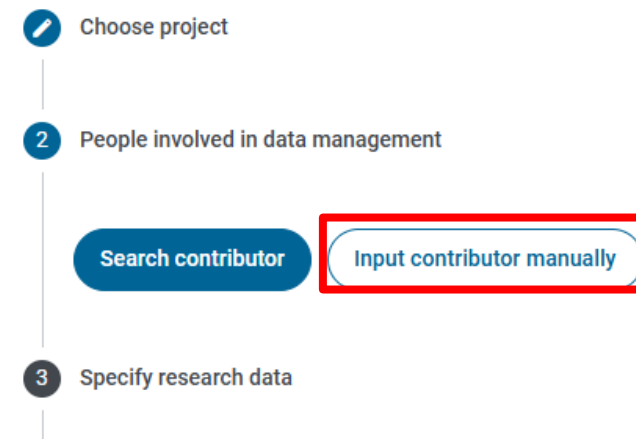 Choose project
2 People involved in data management
Search contributor Input contributor manually
3 Specify research data